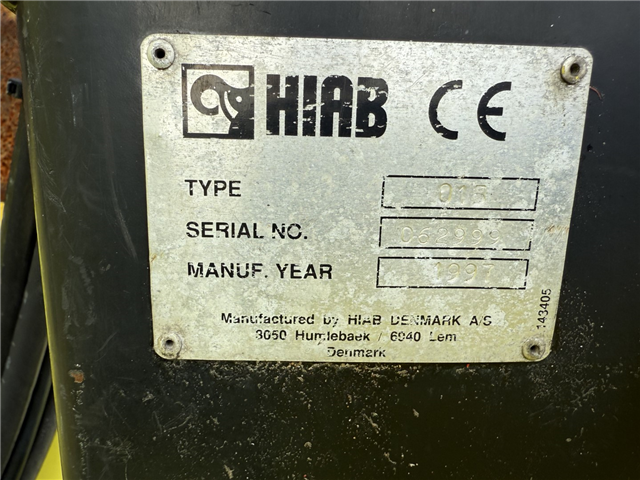 HIAB CE
TYPE
SERIAL NO.
MANUF. YEAR 1997
Manufactured by HIAB DENMARK A/S
3050 Humlebaek / 6940 Lem
Denmark
143405